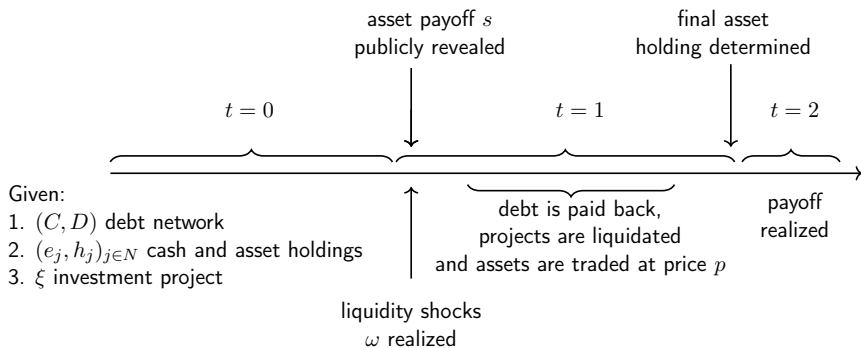 asset payoff s
publicly revealed
final asset
holding determined
t = 0
t = 1
t = 2
Given:
1. (C, D) debt network
2. (e_j, h_j)_{j∈N} cash and asset holdings
3. ξ investment project
debt is paid back,
projects are liquidated
and assets are traded at price p
payoff
realized
liquidity shocks
ω realized